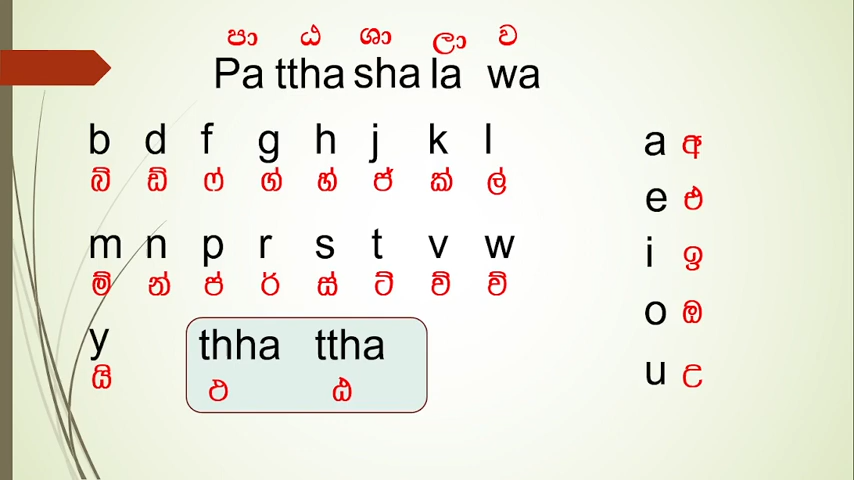 පා ඨ ශා ලා ව
Pa ttha sha la wa
b d f g h j k l
බ් ඩ් ෆ් ග් හ් ජ් ක් ල්
m n p r s t v w
ම් න් ප් ර් ස් ට් ව් ව්
y thha ttha
යි ථ ඪ
a අ
e එ
i ඉ
o ඔ
u උ